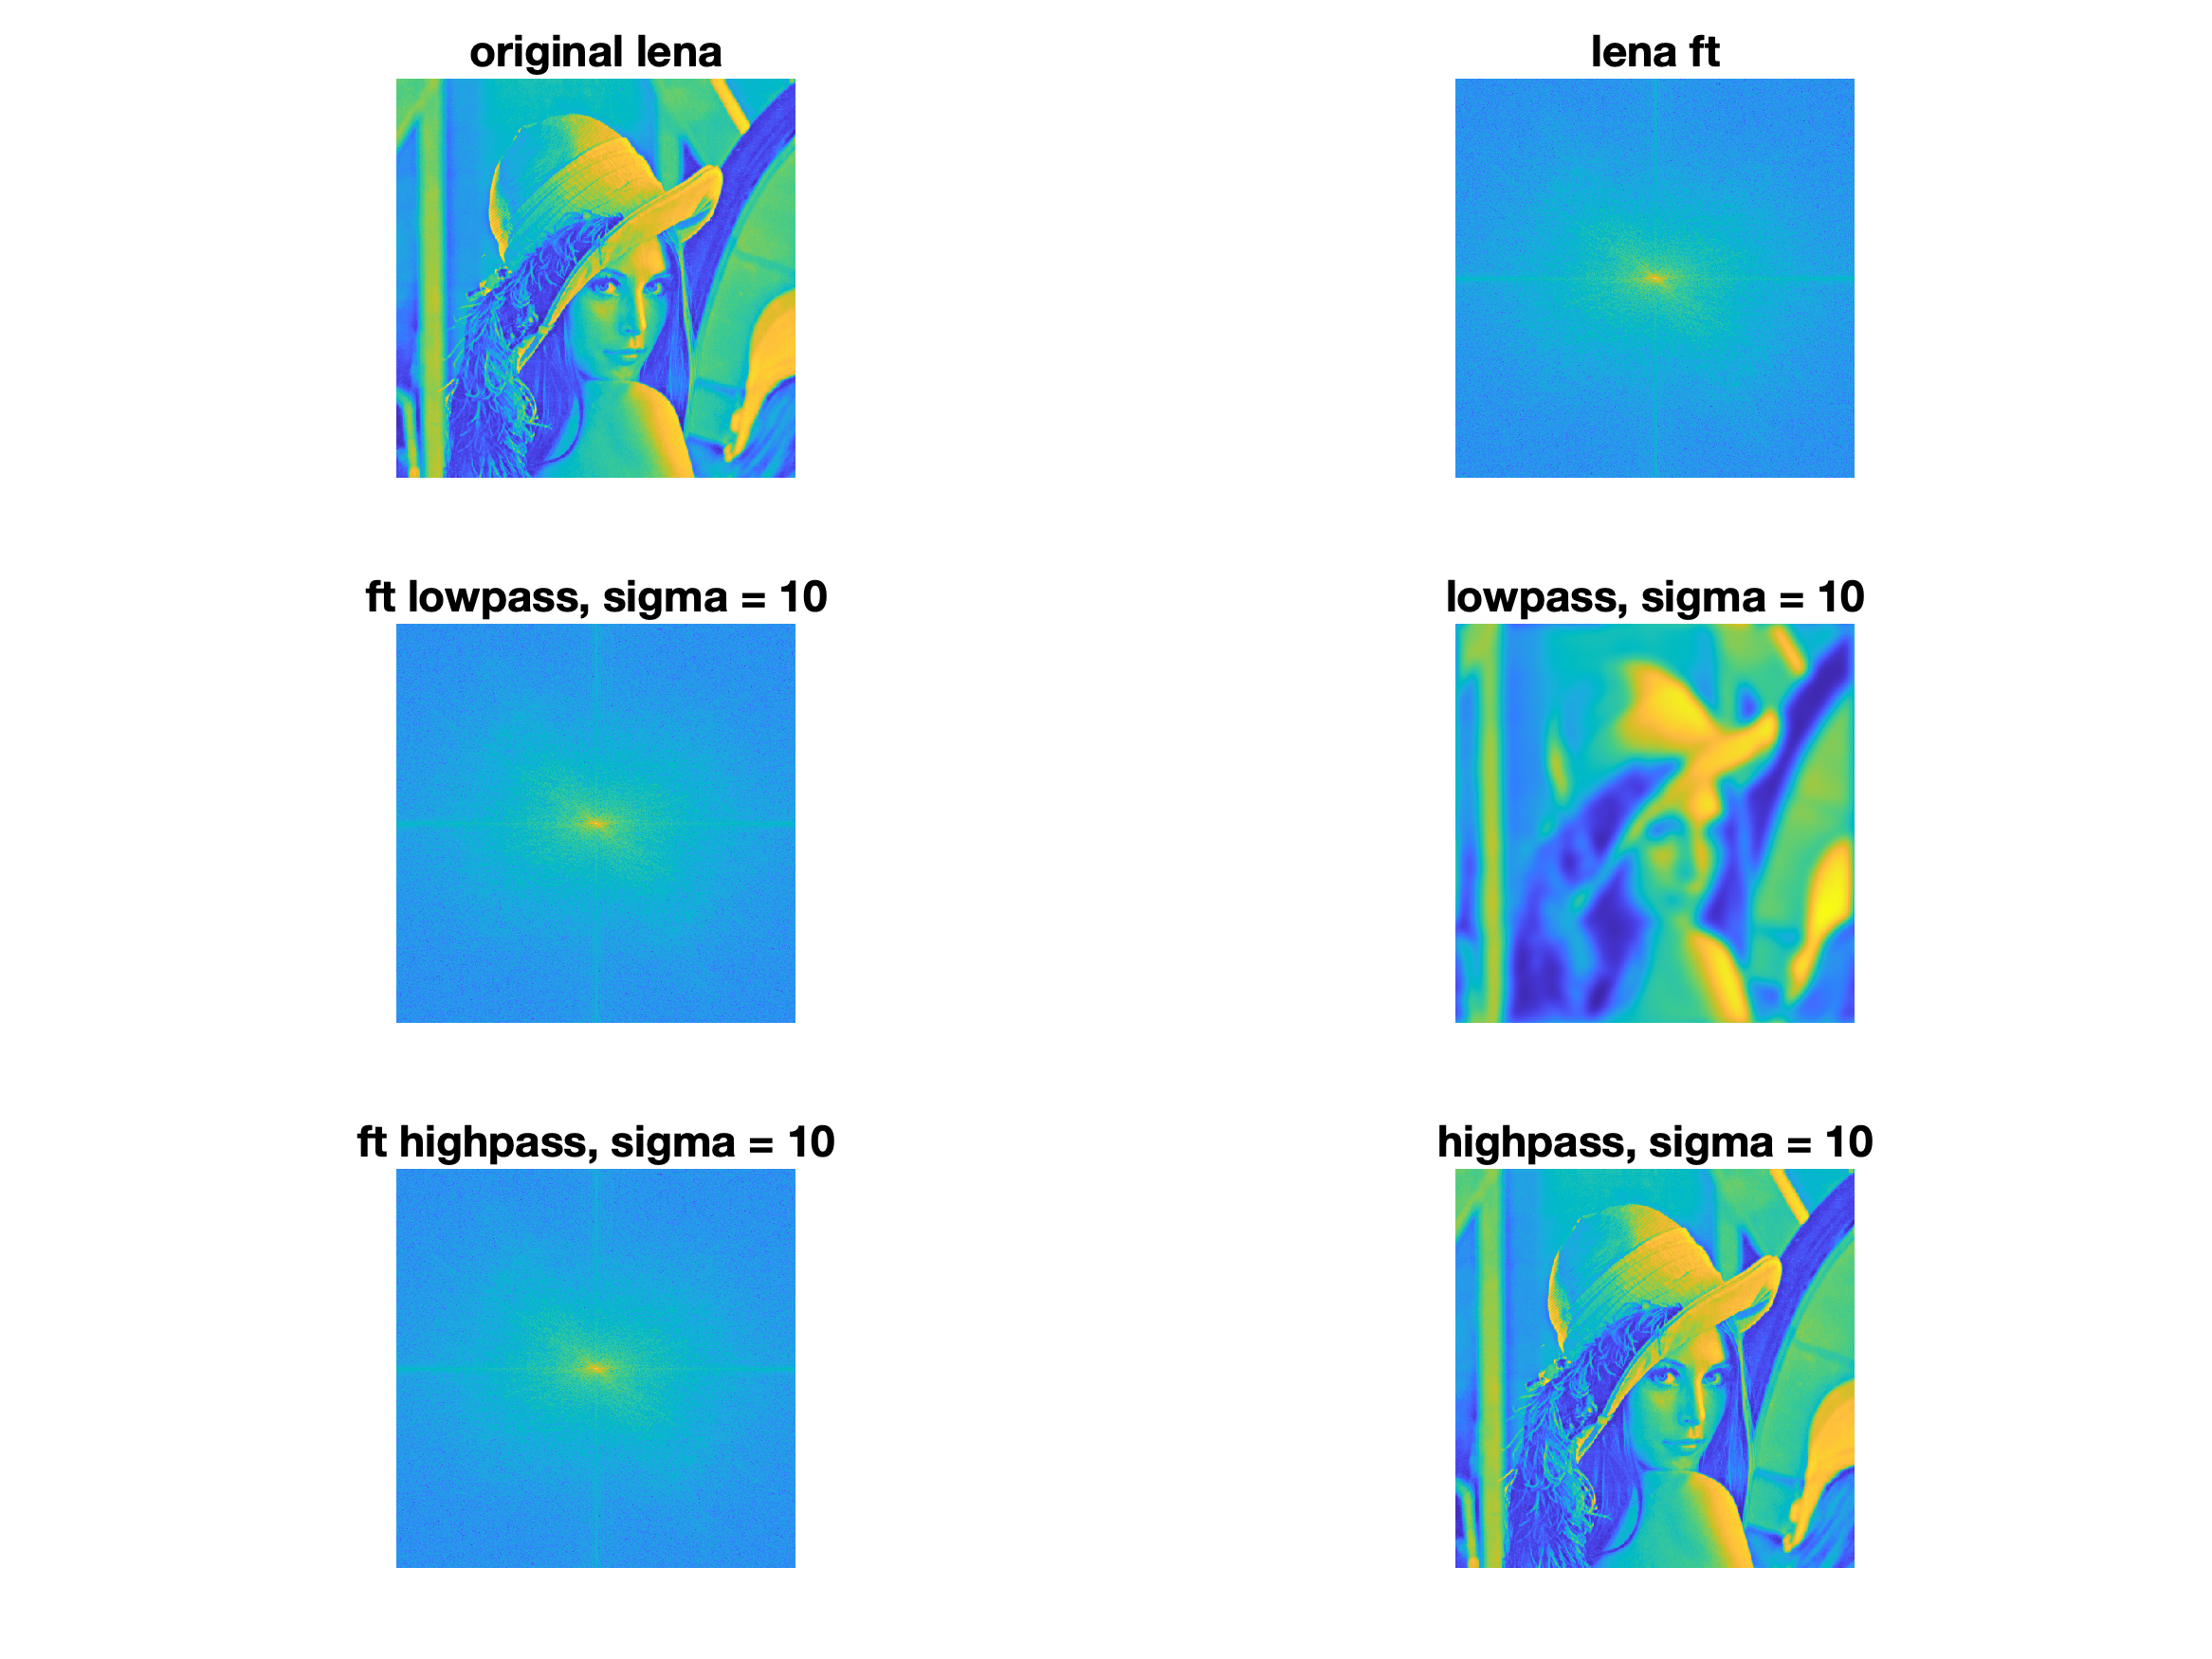 original lena
lena ft
ft lowpass, sigma = 10
lowpass, sigma = 10
ft highpass, sigma = 10
highpass, sigma = 10